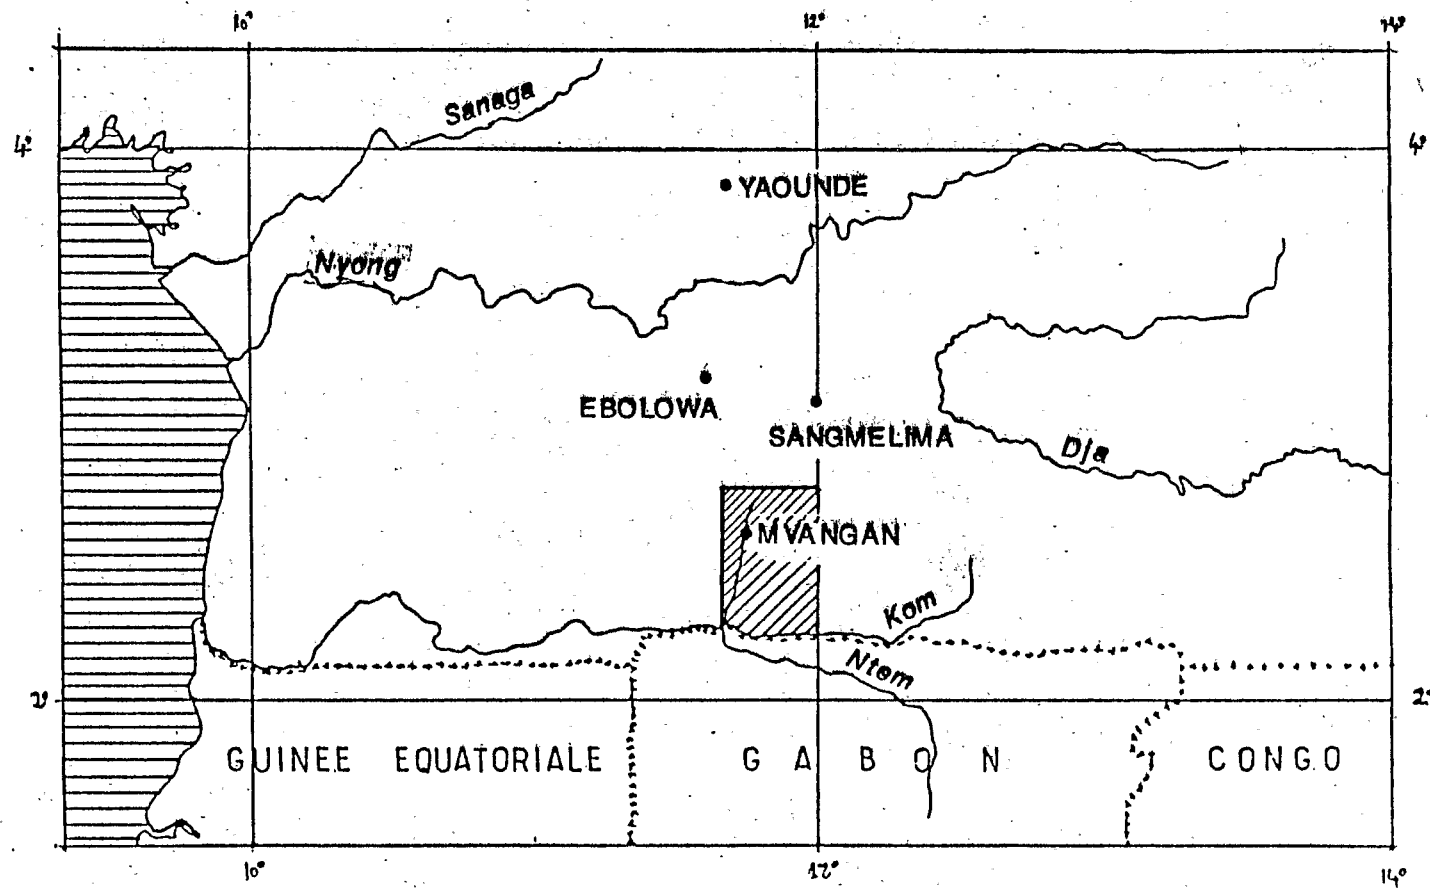 10° 12° 14°
Sanaga
4° 4°
YAOUNDE
Nyong
EBOLOWA
SANGMELIMA
Dja
MVANGAN
Kom
Ntem
2° 2°
GUINEE EQUATORIALE GABON CONGO
10° 12° 14°